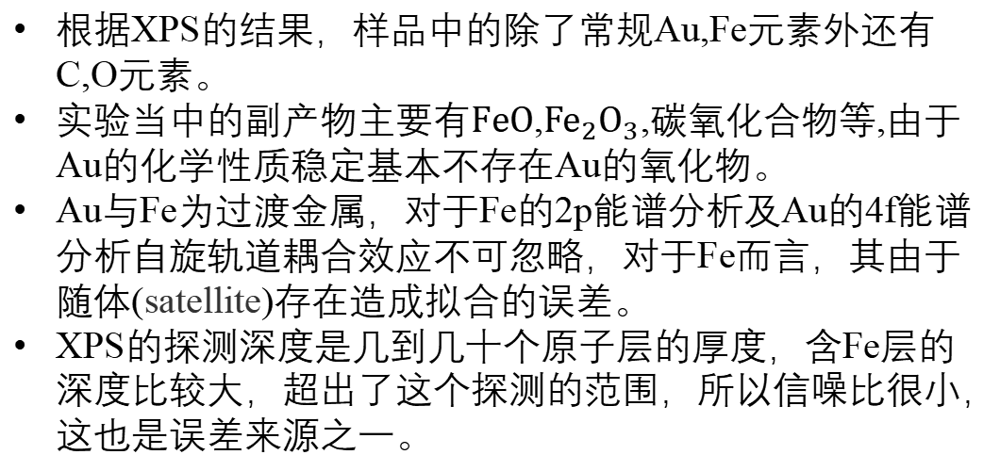 • 根据XPS的结果，样品中的除了常规Au,Fe元素外还有
C,O元素。
• 实验当中的副产物主要有FeO,Fe₂O₃,碳氧化合物等,由于
Au的化学性质稳定基本不存在Au的氧化物。
• Au与Fe为过渡金属，对于Fe的2p能谱分析及Au的4f能谱
分析自旋轨道耦合效应不可忽略，对于Fe而言，其由于
随体(satellite)存在造成拟合的误差。
• XPS的探测深度是几到几十个原子层的厚度，含Fe层的
深度比较大，超出了这个探测的范围，所以信噪比很小，
这也是误差来源之一。